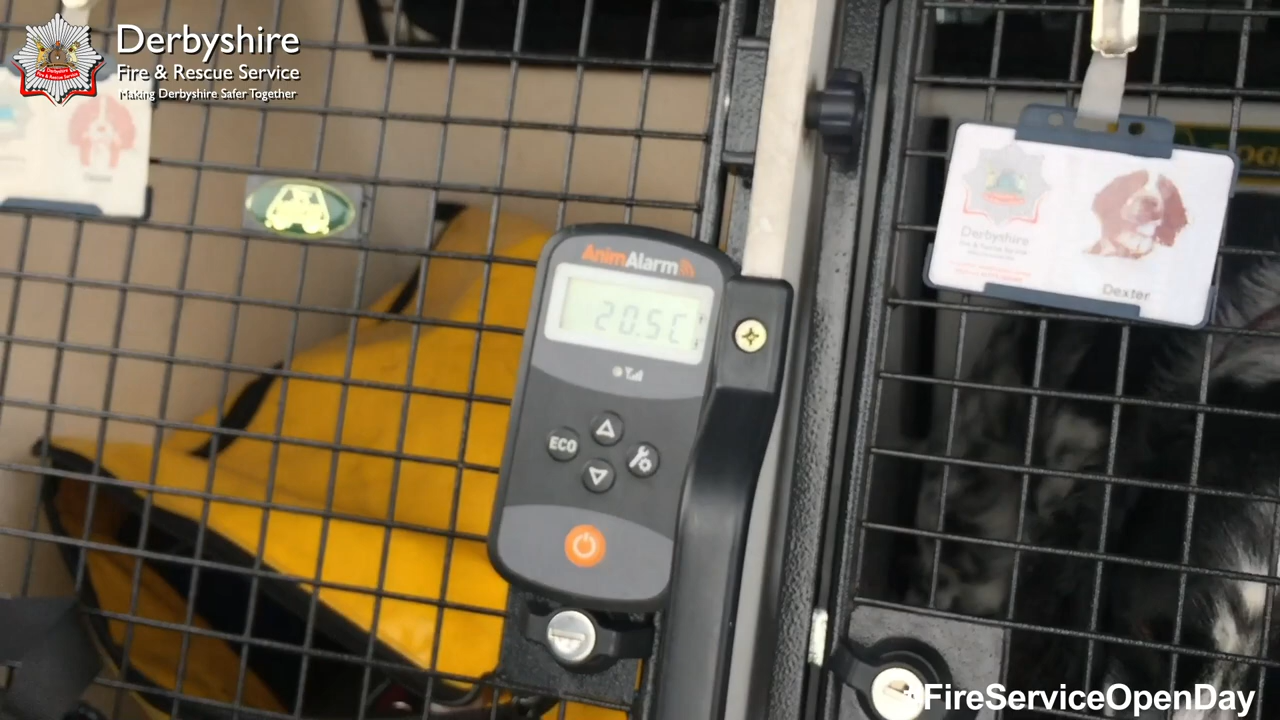 Derbyshire
Fire & Rescue Service
Making Derbyshire Safer Together
AnimAlarm
20.5C
ECO
Derbyshire
Fire & Rescue Service
Dexter
#FireServiceOpenDay